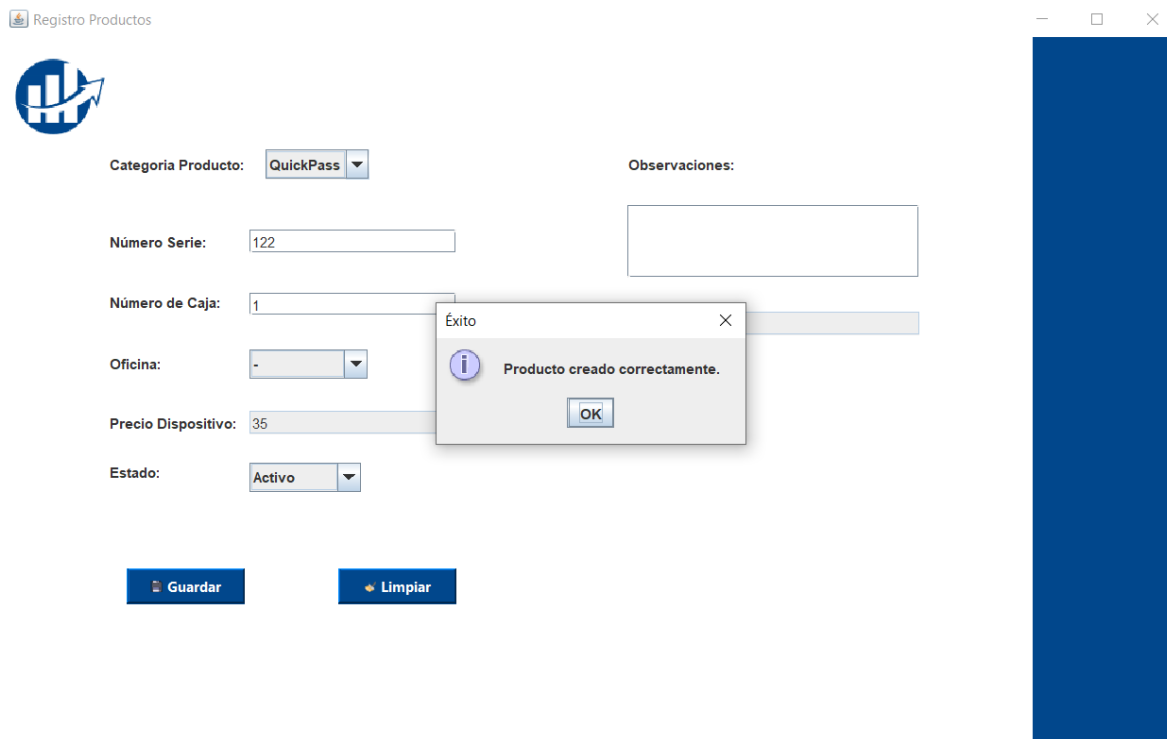 Registro Productos
Categoria Producto:
QuickPass
Observaciones:
Número Serie:
122
Número de Caja:
1
Éxito
Oficina:
-
Producto creado correctamente.
OK
Precio Dispositivo:
35
Estado:
Activo
Guardar
Limpiar